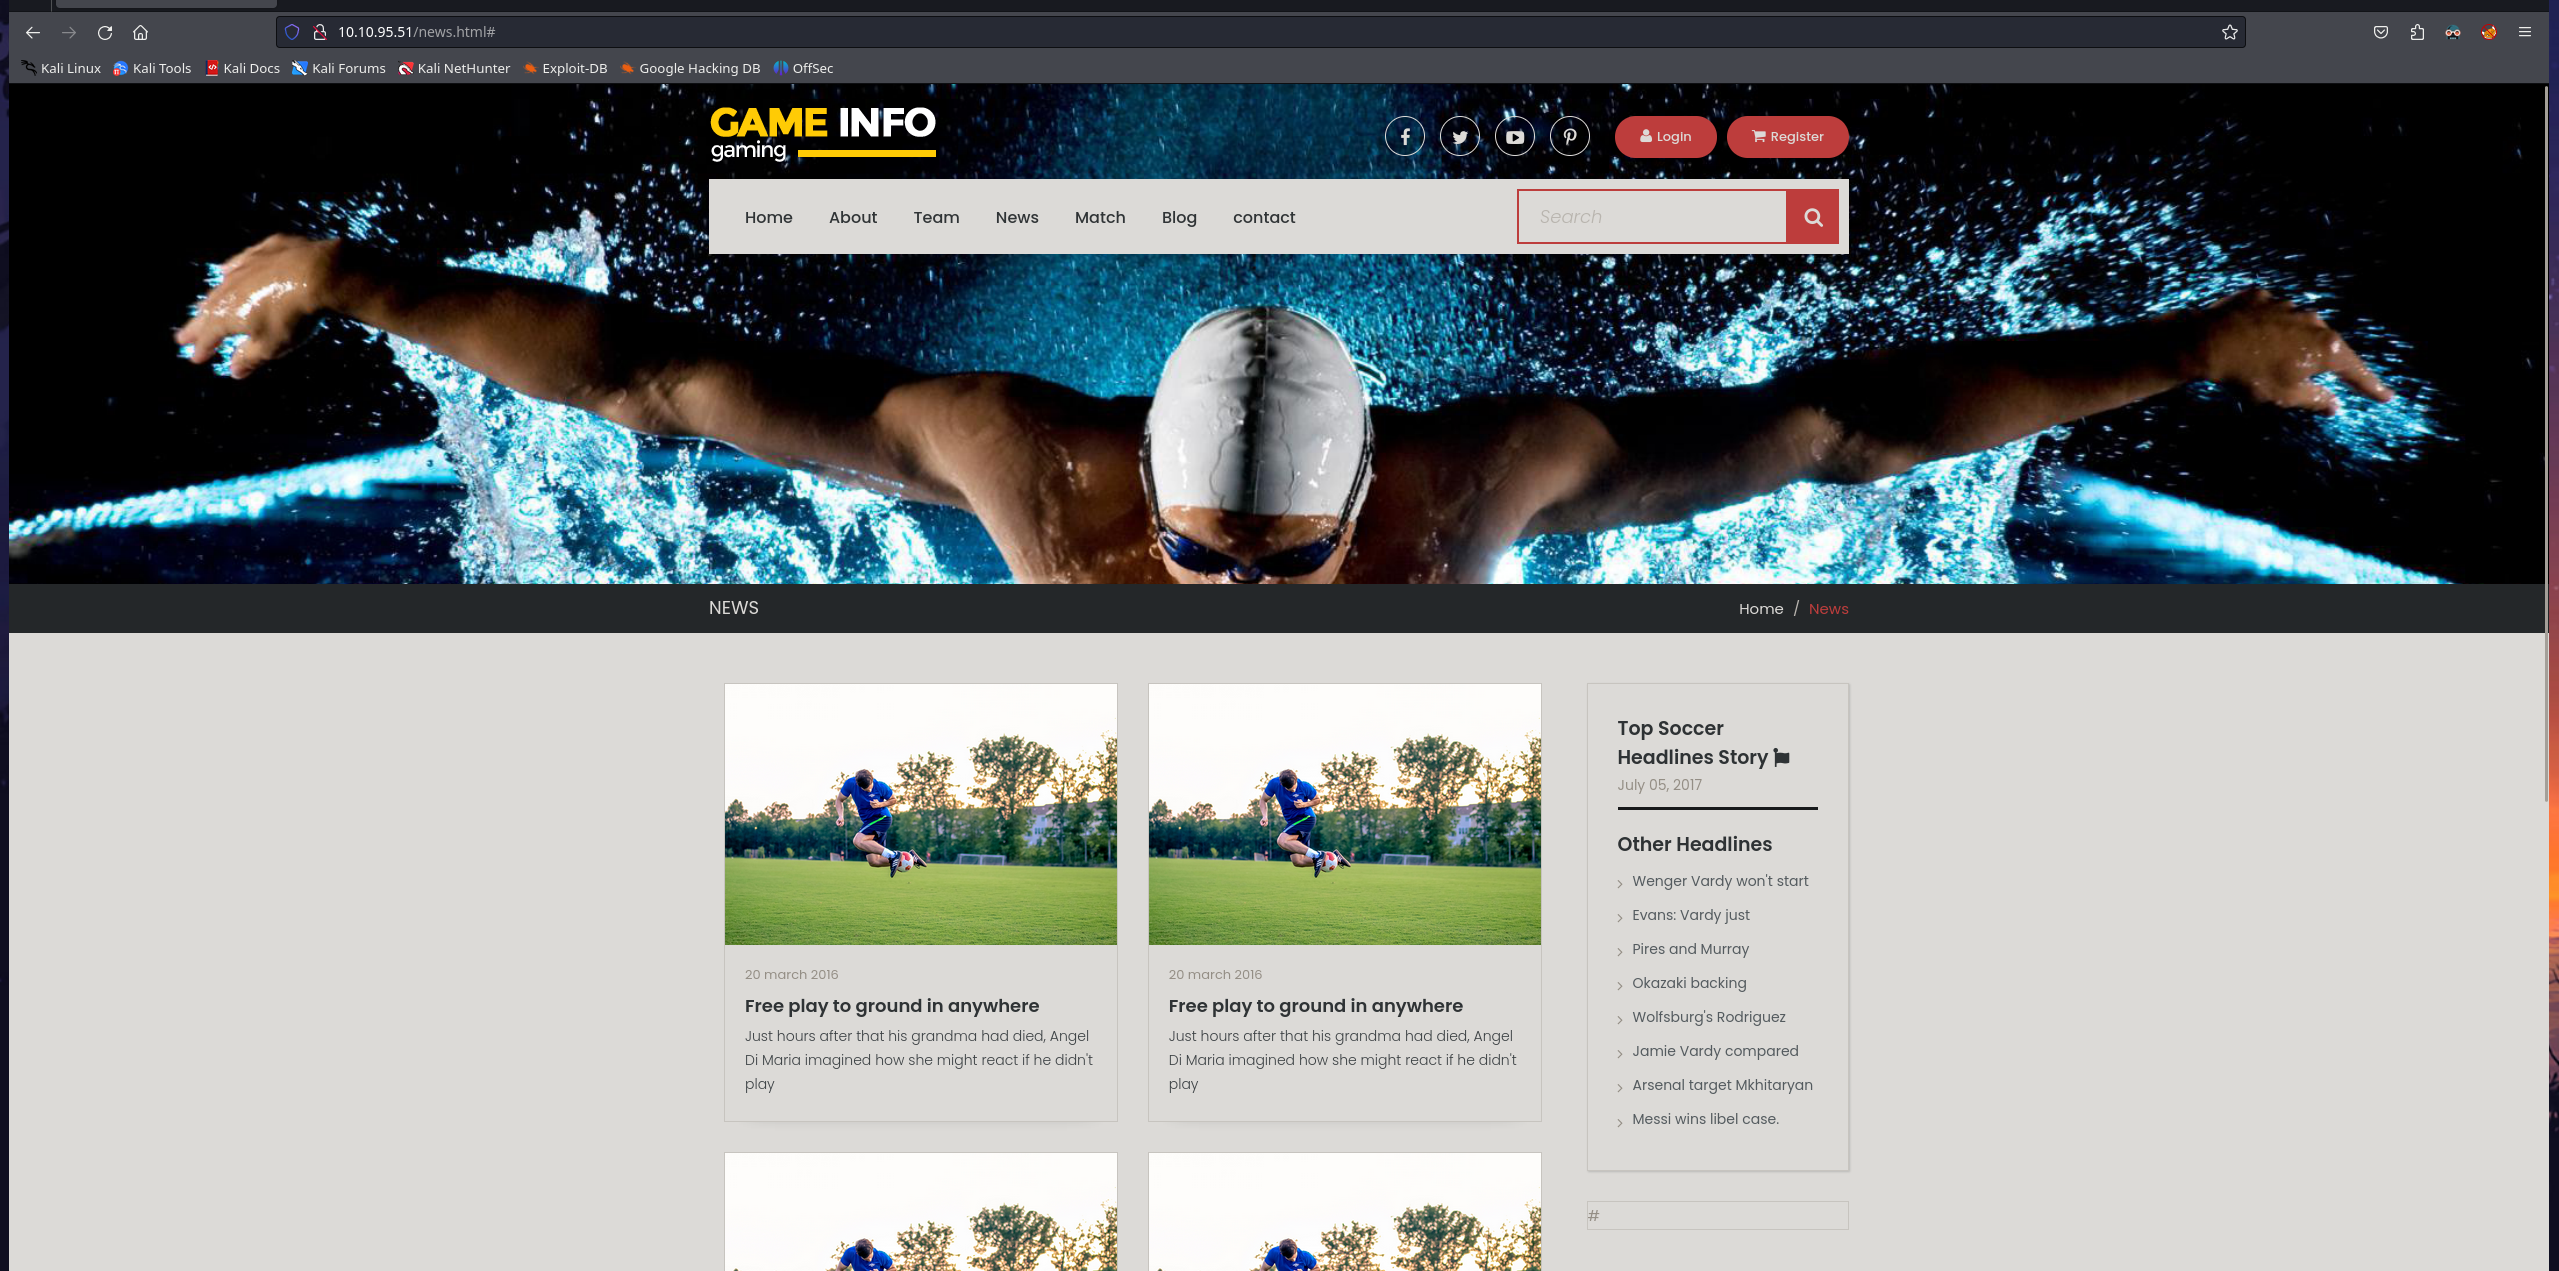 10.10.95.51/news.html#
Kali Linux Kali Tools Kali Docs Kali Forums Kali NetHunter Exploit-DB Google Hacking DB OffSec
GAME INFO
gaming
Login Register
Home About Team News Match Blog contact
Search
NEWS
Home / News
20 march 2016
Free play to ground in anywhere
Just hours after that his grandma had died, Angel
Di Maria imagined how she might react if he didn't
play
20 march 2016
Free play to ground in anywhere
Just hours after that his grandma had died, Angel
Di Maria imagined how she might react if he didn't
play
Top Soccer
Headlines Story
July 05, 2017
Other Headlines
Wenger Vardy won't start
Evans: Vardy just
Pires and Murray
Okazaki backing
Wolfsburg's Rodriguez
Jamie Vardy compared
Arsenal target Mkhitaryan
Messi wins libel case.
#